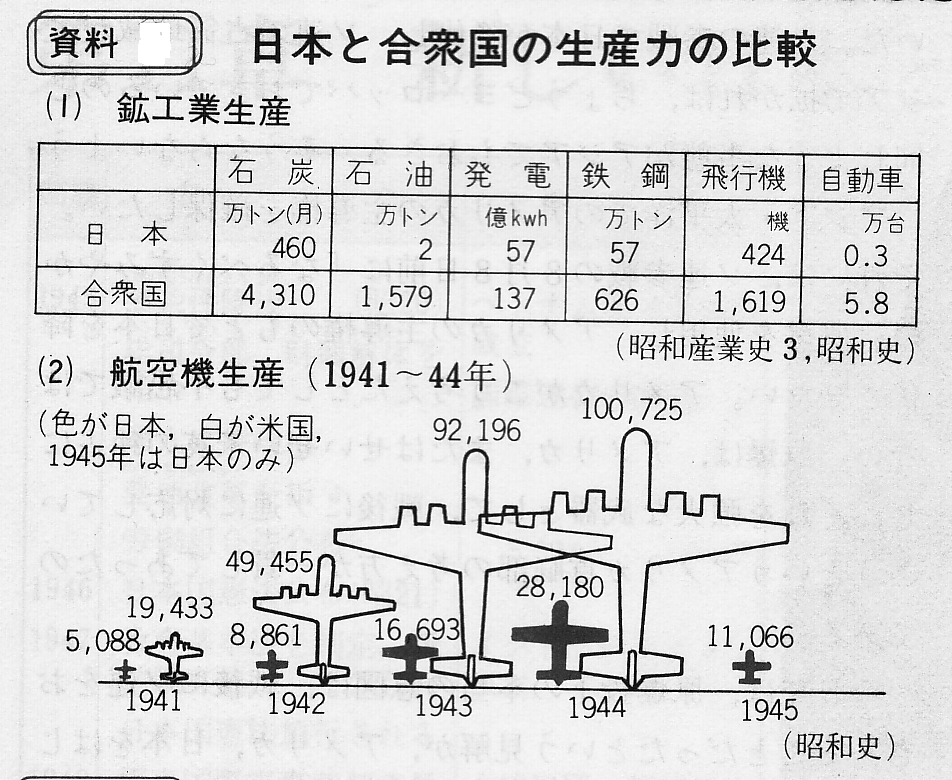 資料
日本と合衆国の生産力の比較
(1) 鉱工業生産
石炭 石油 発電 鉄鋼 飛行機 自動車
万トン(月) 万トン 億kwh 万トン 機 万台
日本 460 2 57 57 424 0.3
合衆国 4,310 1,579 137 626 1,619 5.8
(昭和産業史3,昭和史)
(2) 航空機生産 (1941～44年)
(色が日本, 白が米国,
1945年は日本のみ)
100,725
92,196
49,455
28,180
19,433
5,088
8,861
16,693
11,066
1941 1942 1943 1944 1945
(昭和史)